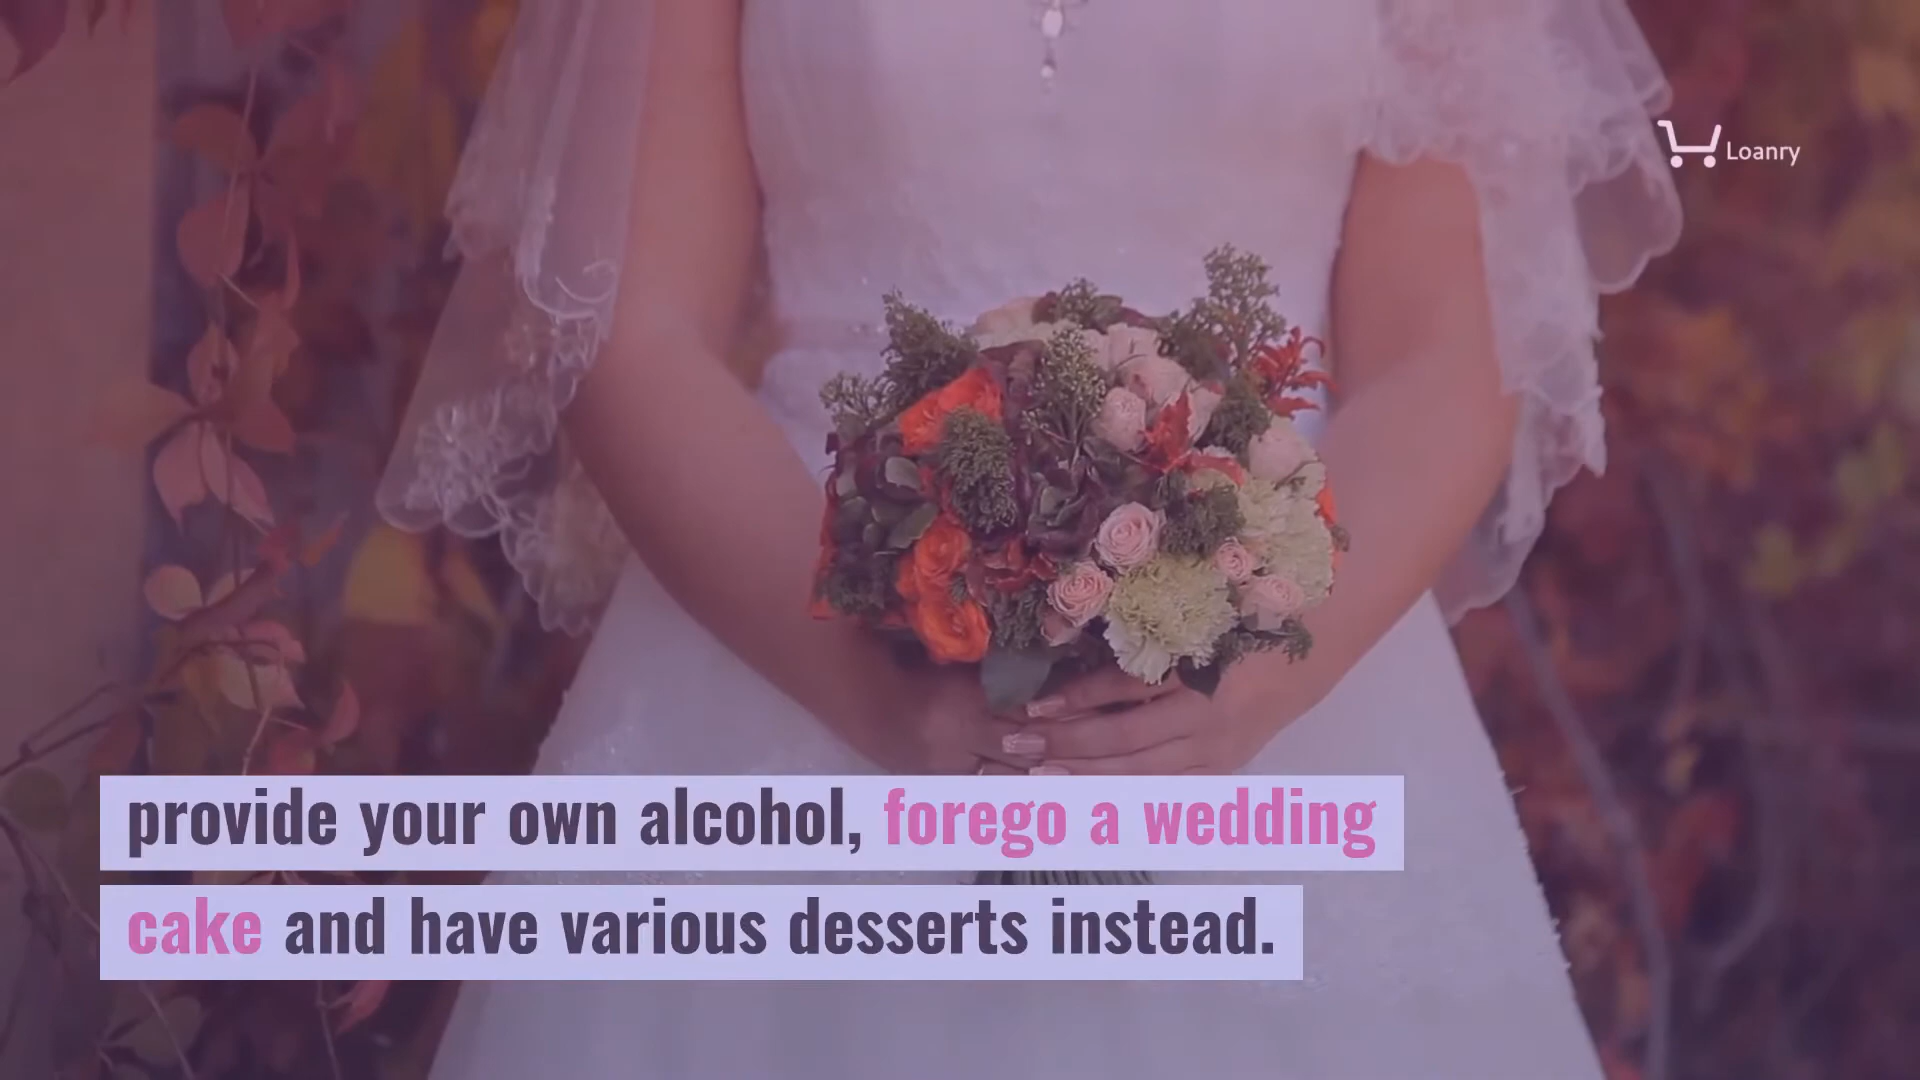 Loanry
provide your own alcohol, forego a wedding
cake and have various desserts instead.